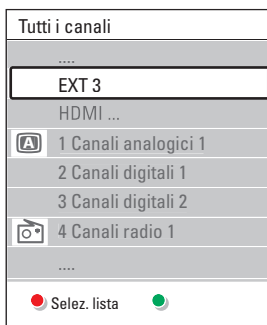 Tutti i canali
....
EXT 3
HDMI ...
A 1 Canali analogici 1
2 Canali digitali 1
3 Canali digitali 2
4 Canali radio 1
....
Selez. lista